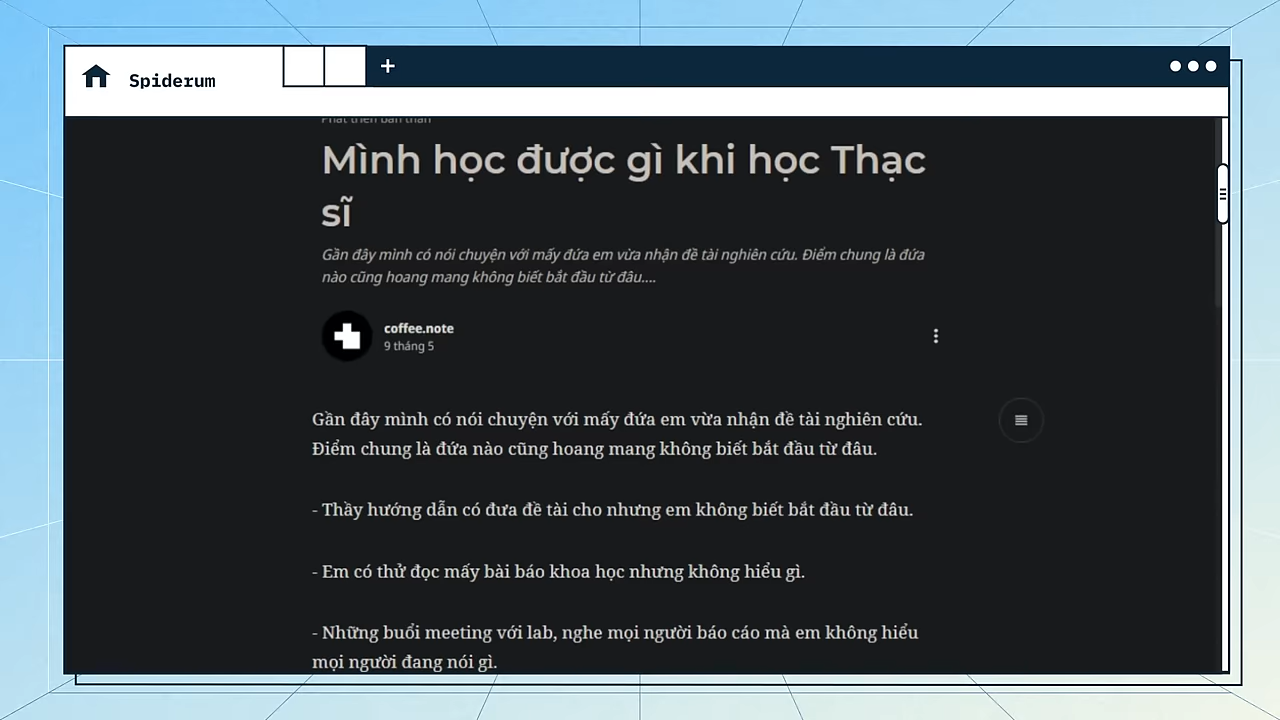 Spiderum
Phát triển bản thân
Mình học được gì khi học Thạc
sĩ
Gần đây mình có nói chuyện với mấy đứa em vừa nhận đề tài nghiên cứu. Điểm chung là đứa
nào cũng hoang mang không biết bắt đầu từ đâu....
coffee.note
9 tháng 5
Gần đây mình có nói chuyện với mấy đứa em vừa nhận đề tài nghiên cứu.
Điểm chung là đứa nào cũng hoang mang không biết bắt đầu từ đâu.
- Thầy hướng dẫn có đưa đề tài cho nhưng em không biết bắt đầu từ đâu.
- Em có thử đọc mấy bài báo khoa học nhưng không hiểu gì.
- Những buổi meeting với lab, nghe mọi người báo cáo mà em không hiểu
mọi người đang nói gì.